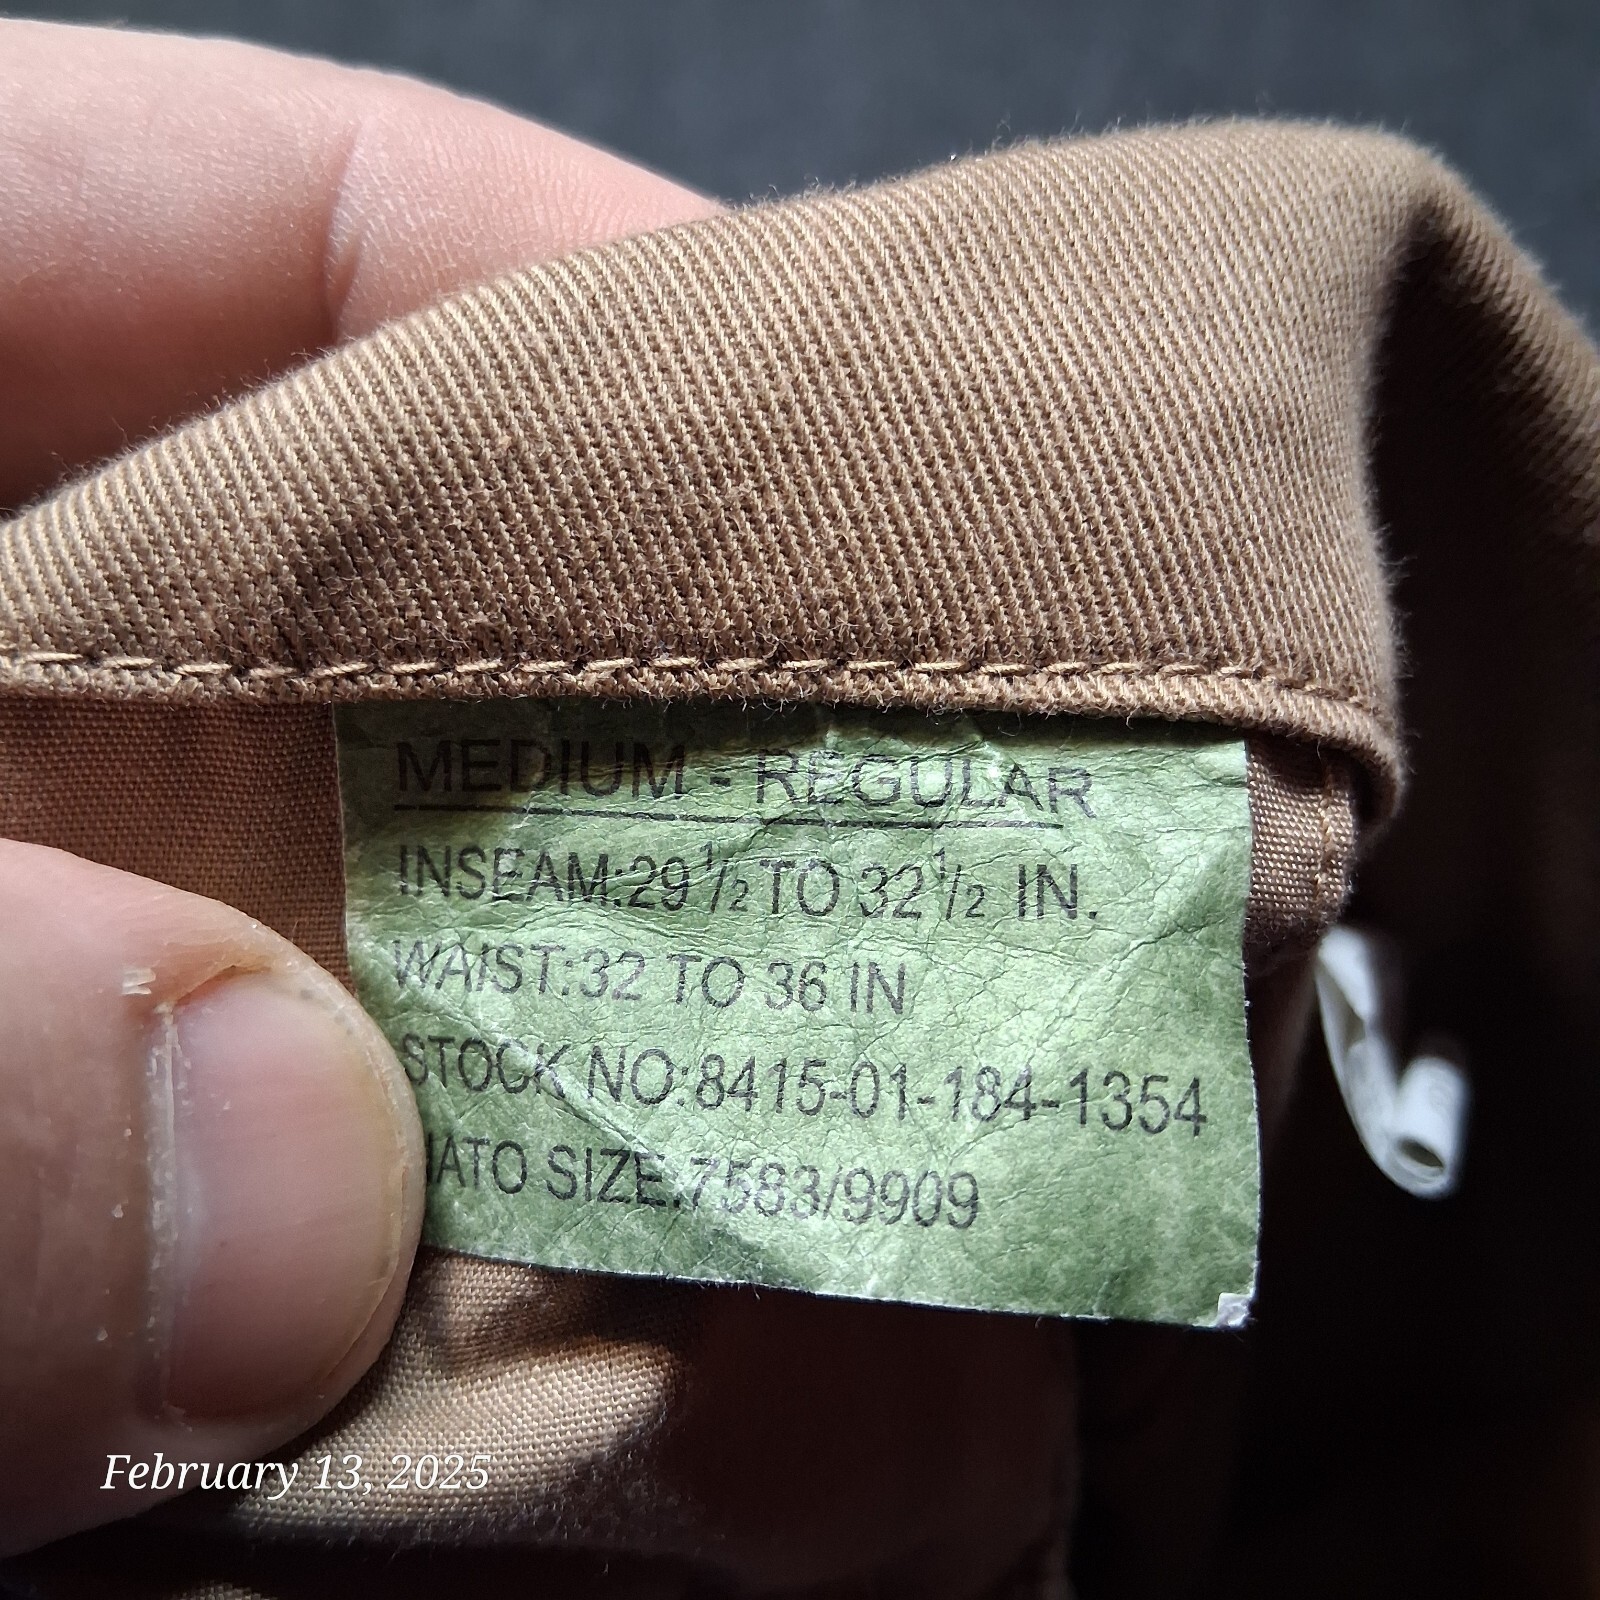 MEDIUM - REGULAR
INSEAM:29 1/2 TO 32 1/2 IN.
WAIST:32 TO 36 IN
STOCK NO:8415-01-184-1354
NATO SIZE:7583/9909
February 13, 2025